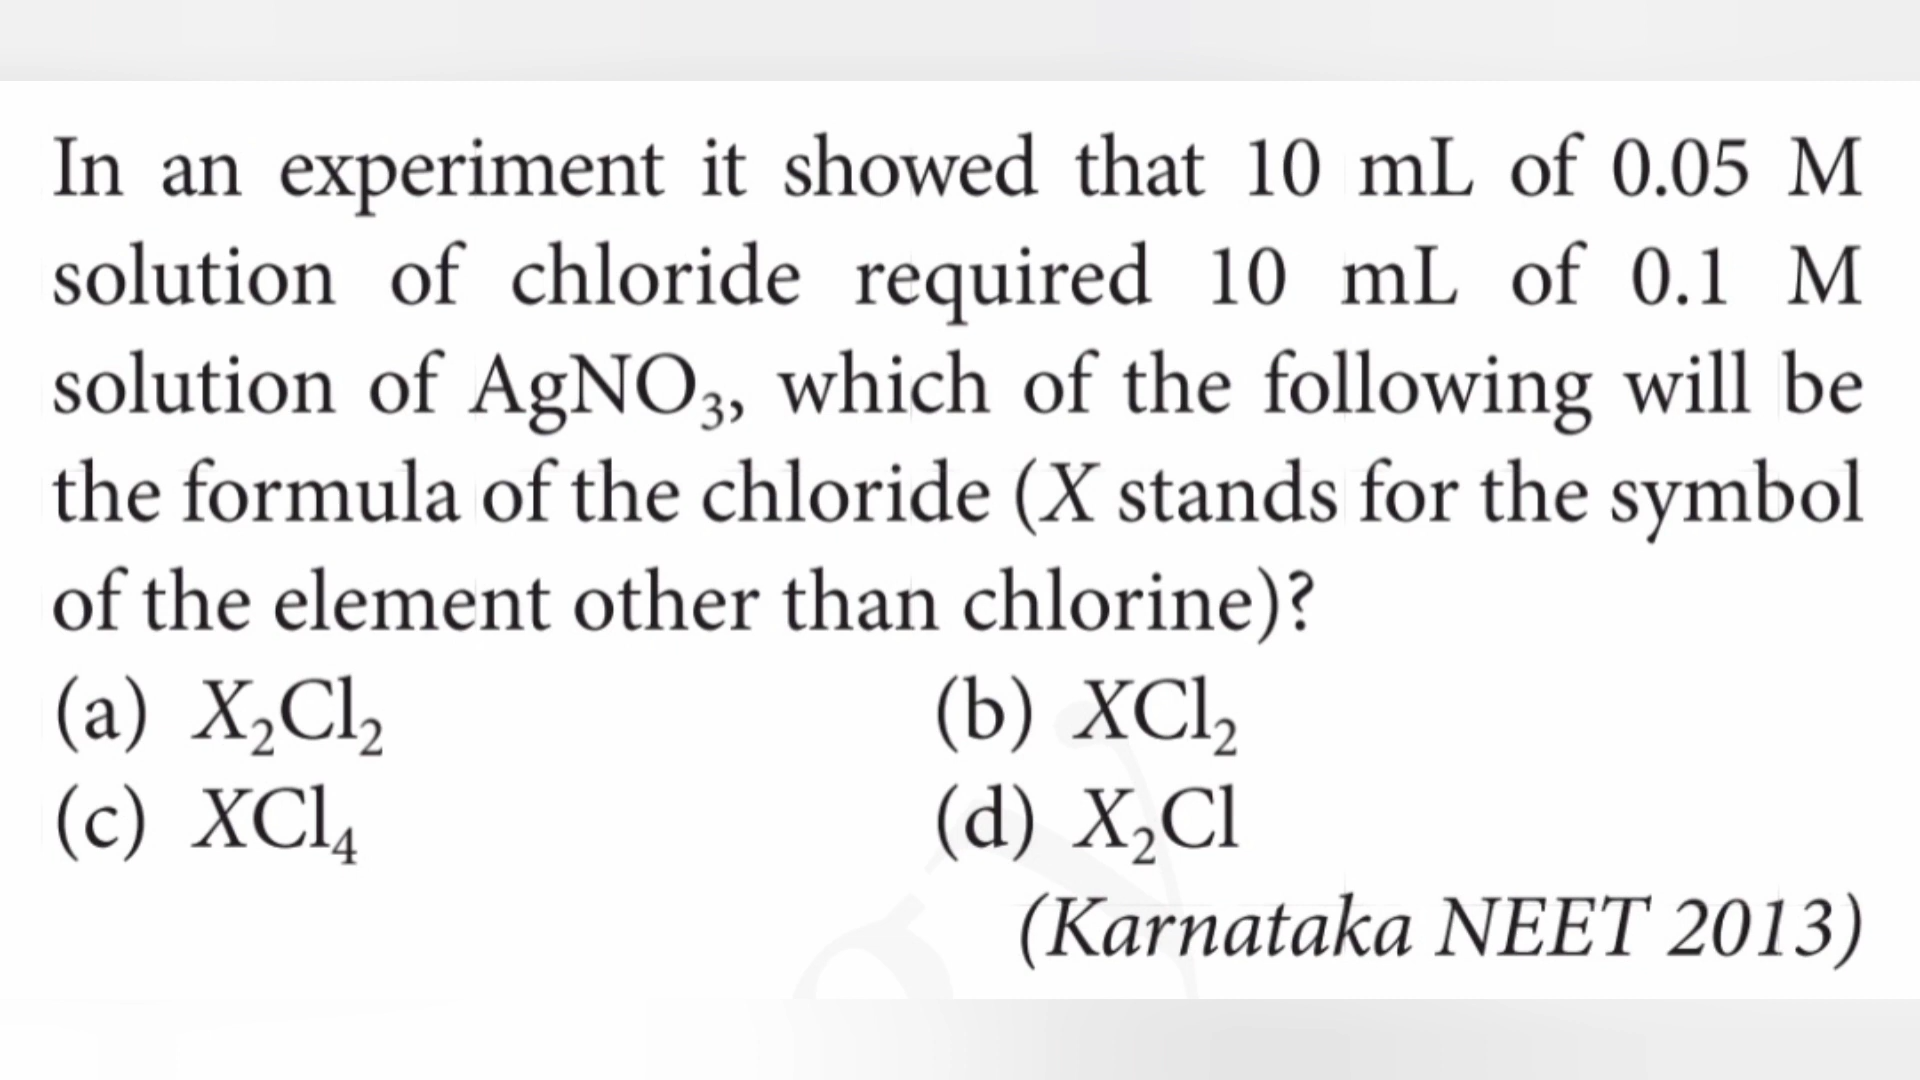 In an experiment it showed that 10 mL of 0.05 M
solution of chloride required 10 mL of 0.1 M
solution of AgNO₃, which of the following will be
the formula of the chloride (X stands for the symbol
of the element other than chlorine)?
(a) X₂Cl₂ (b) XCl₂
(c) XCl₄ (d) X₂Cl
(Karnataka NEET 2013)